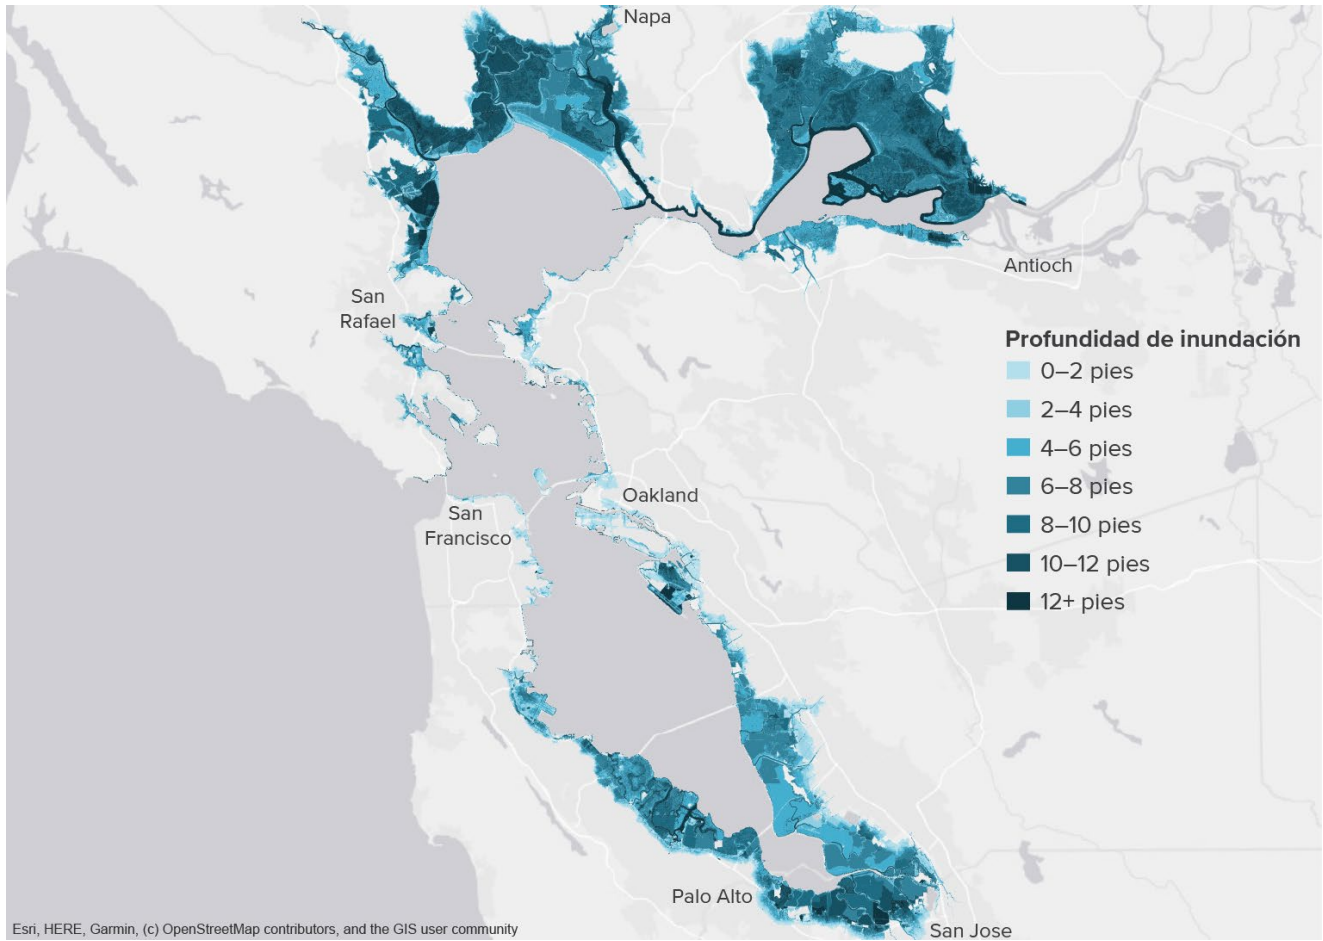 Napa
Antioch
San
Rafael
Profundidad de inundación
0–2 pies
2–4 pies
4–6 pies
6–8 pies
8–10 pies
10–12 pies
12+ pies
Oakland
San
Francisco
Palo Alto
San Jose
Esri, HERE, Garmin, (c) OpenStreetMap contributors, and the GIS user community